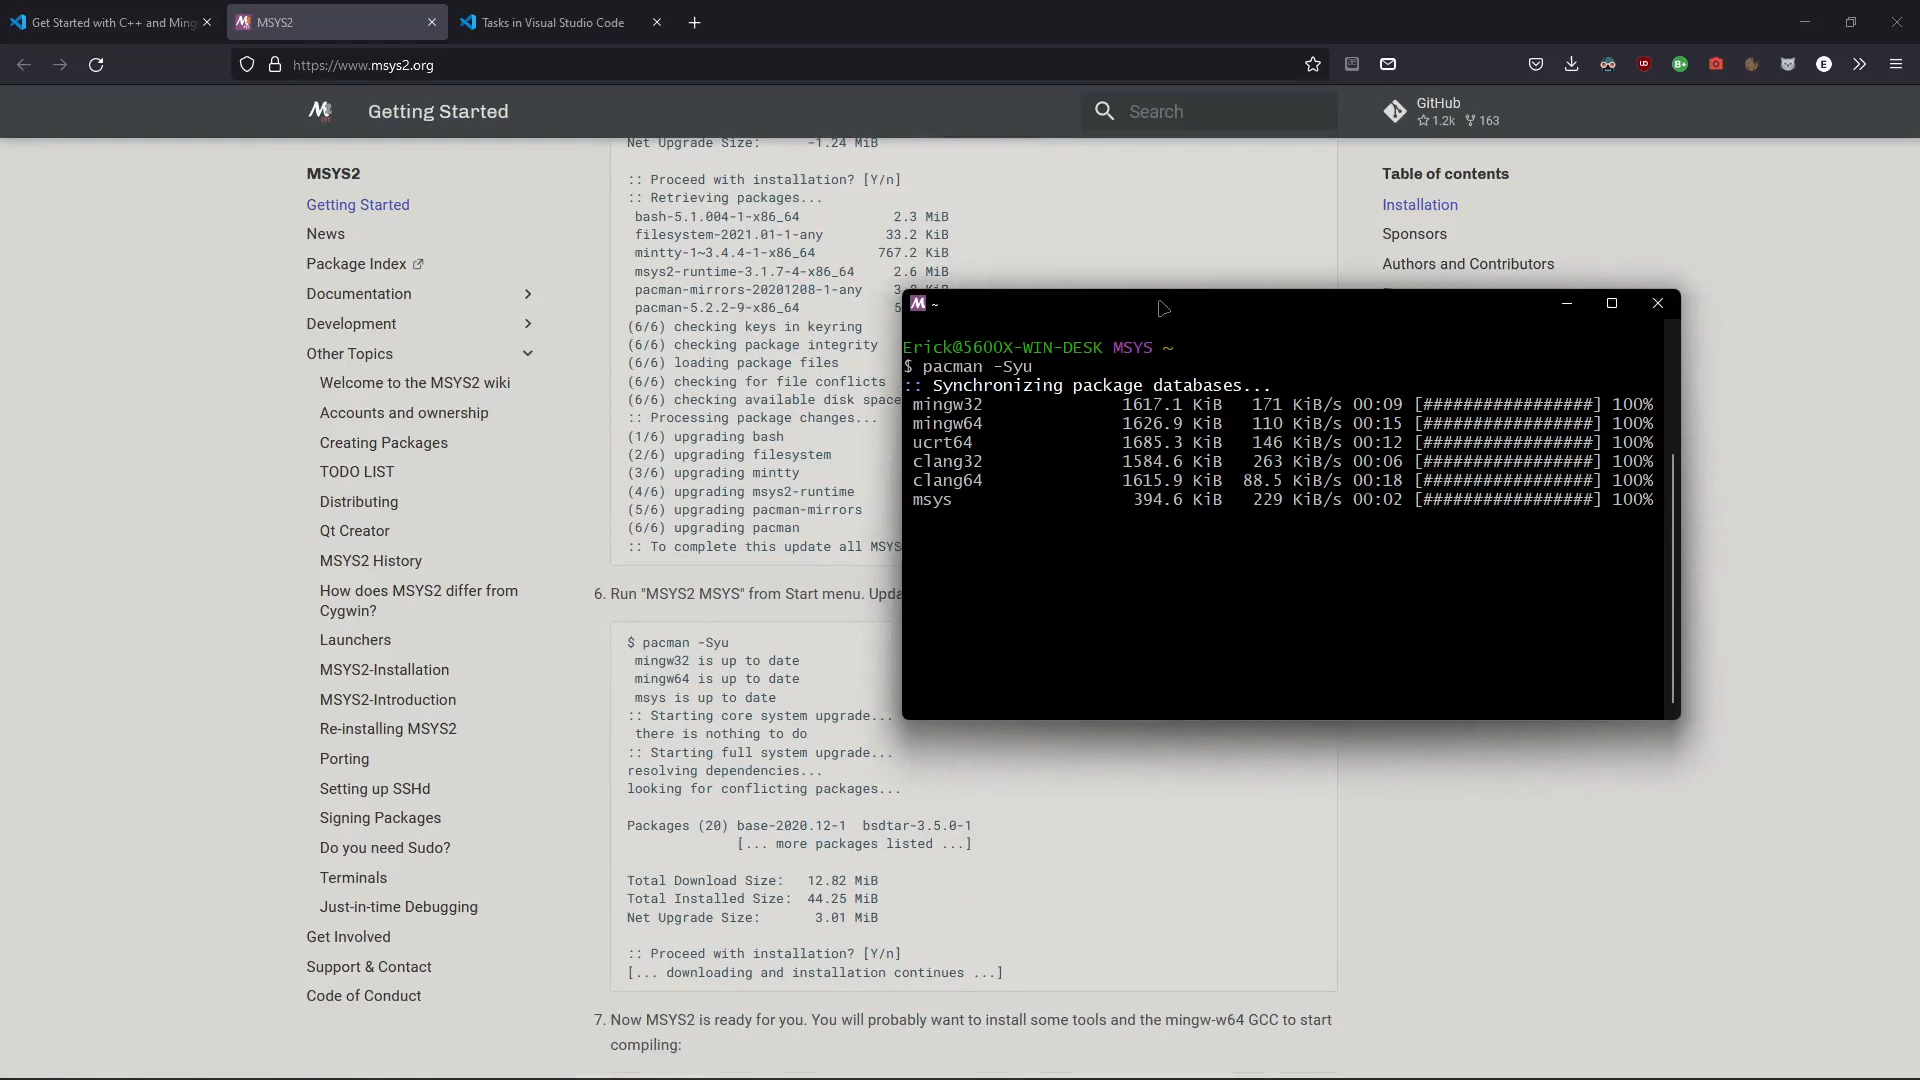 Get Started with C++ and Ming
MSYS2
Tasks in Visual Studio Code
https://www.msys2.org
Getting Started
Search
GitHub
1.2k 163
MSYS2
Getting Started
News
Package Index
Documentation
Development
Other Topics
Welcome to the MSYS2 wiki
Accounts and ownership
Creating Packages
TODO LIST
Distributing
Qt Creator
MSYS2 History
How does MSYS2 differ from
Cygwin?
Launchers
MSYS2-Installation
MSYS2-Introduction
Re-installing MSYS2
Porting
Setting up SSHd
Signing Packages
Do you need Sudo?
Terminals
Just-in-time Debugging
Get Involved
Support & Contact
Code of Conduct
Net Upgrade Size: -1.24 MiB
:: Proceed with installation? [Y/n]
:: Retrieving packages...
bash-5.1.004-1-x86_64 2.3 MiB
filesystem-2021.01-1-any 33.2 KiB
mintty-1~3.4.4-1-x86_64 767.2 KiB
msys2-runtime-3.1.7-4-x86_64 2.6 MiB
pacman-mirrors-20201208-1-any
pacman-5.2.2-9-x86_64
(6/6) checking keys in keyring
(6/6) checking package integrity
(6/6) loading package files
(6/6) checking for file conflicts
(6/6) checking available disk space
:: Processing package changes...
(1/6) upgrading bash
(2/6) upgrading filesystem
(3/6) upgrading mintty
(4/6) upgrading msys2-runtime
(5/6) upgrading pacman-mirrors
(6/6) upgrading pacman
:: To complete this update all MSYS
6. Run "MSYS2 MSYS" from Start menu. Upda
$ pacman -Syu
mingw32 is up to date
mingw64 is up to date
msys is up to date
:: Starting core system upgrade...
there is nothing to do
:: Starting full system upgrade...
resolving dependencies...
looking for conflicting packages...
Packages (20) base-2020.12-1 bsdtar-3.5.0-1
[... more packages listed ...]
Total Download Size: 12.82 MiB
Total Installed Size: 44.25 MiB
Net Upgrade Size: 3.01 MiB
:: Proceed with installation? [Y/n]
[... downloading and installation continues ...]
7. Now MSYS2 is ready for you. You will probably want to install some tools and the mingw-w64 GCC to start
compiling:
Table of contents
Installation
Sponsors
Authors and Contributors
~
Erick@5600X-WIN-DESK MSYS ~
$ pacman -Syu
:: Synchronizing package databases...
mingw32 1617.1 KiB 171 KiB/s 00:09 [#################] 100%
mingw64 1626.9 KiB 110 KiB/s 00:15 [#################] 100%
ucrt64 1685.3 KiB 146 KiB/s 00:12 [#################] 100%
clang32 1584.6 KiB 263 KiB/s 00:06 [#################] 100%
clang64 1615.9 KiB 88.5 KiB/s 00:18 [#################] 100%
msys 394.6 KiB 229 KiB/s 00:02 [#################] 100%